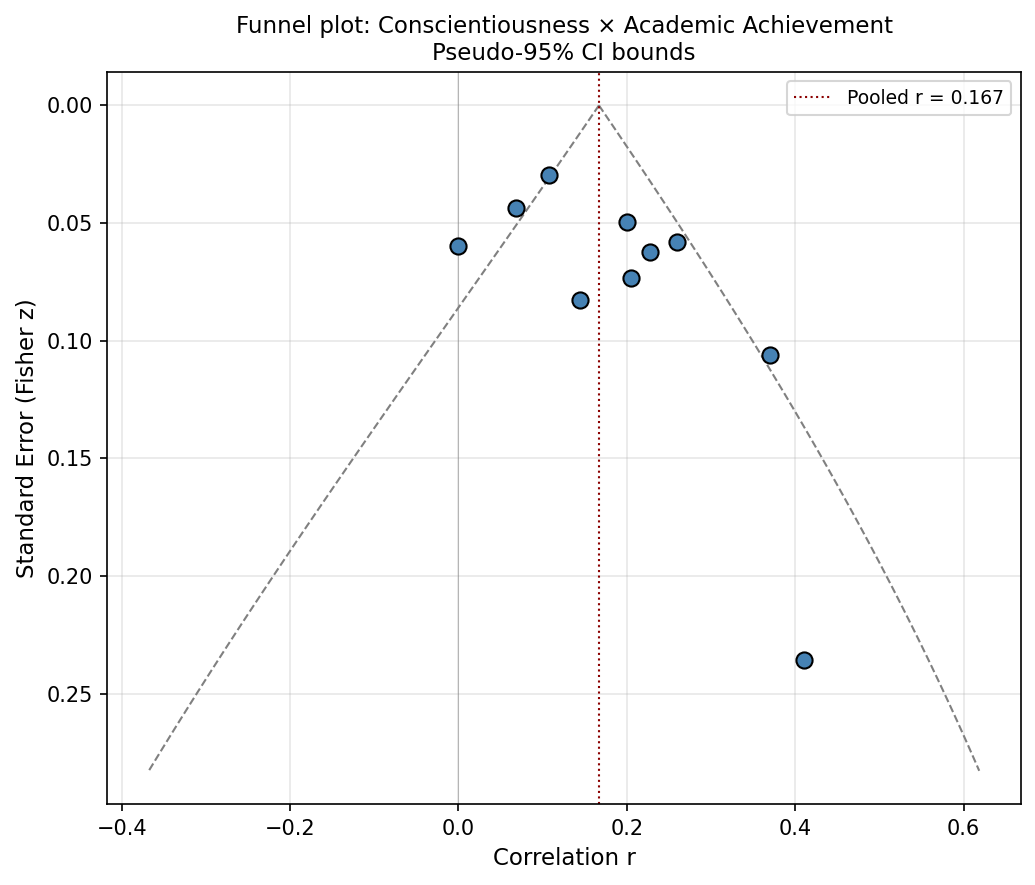 Funnel plot: Conscientiousness × Academic Achievement
Pseudo-95% CI bounds
Pooled r = 0.167
0.00
0.05
0.10
0.15
0.20
0.25
Standard Error (Fisher z)
−0.4
−0.2
0.0
0.2
0.4
0.6
Correlation r